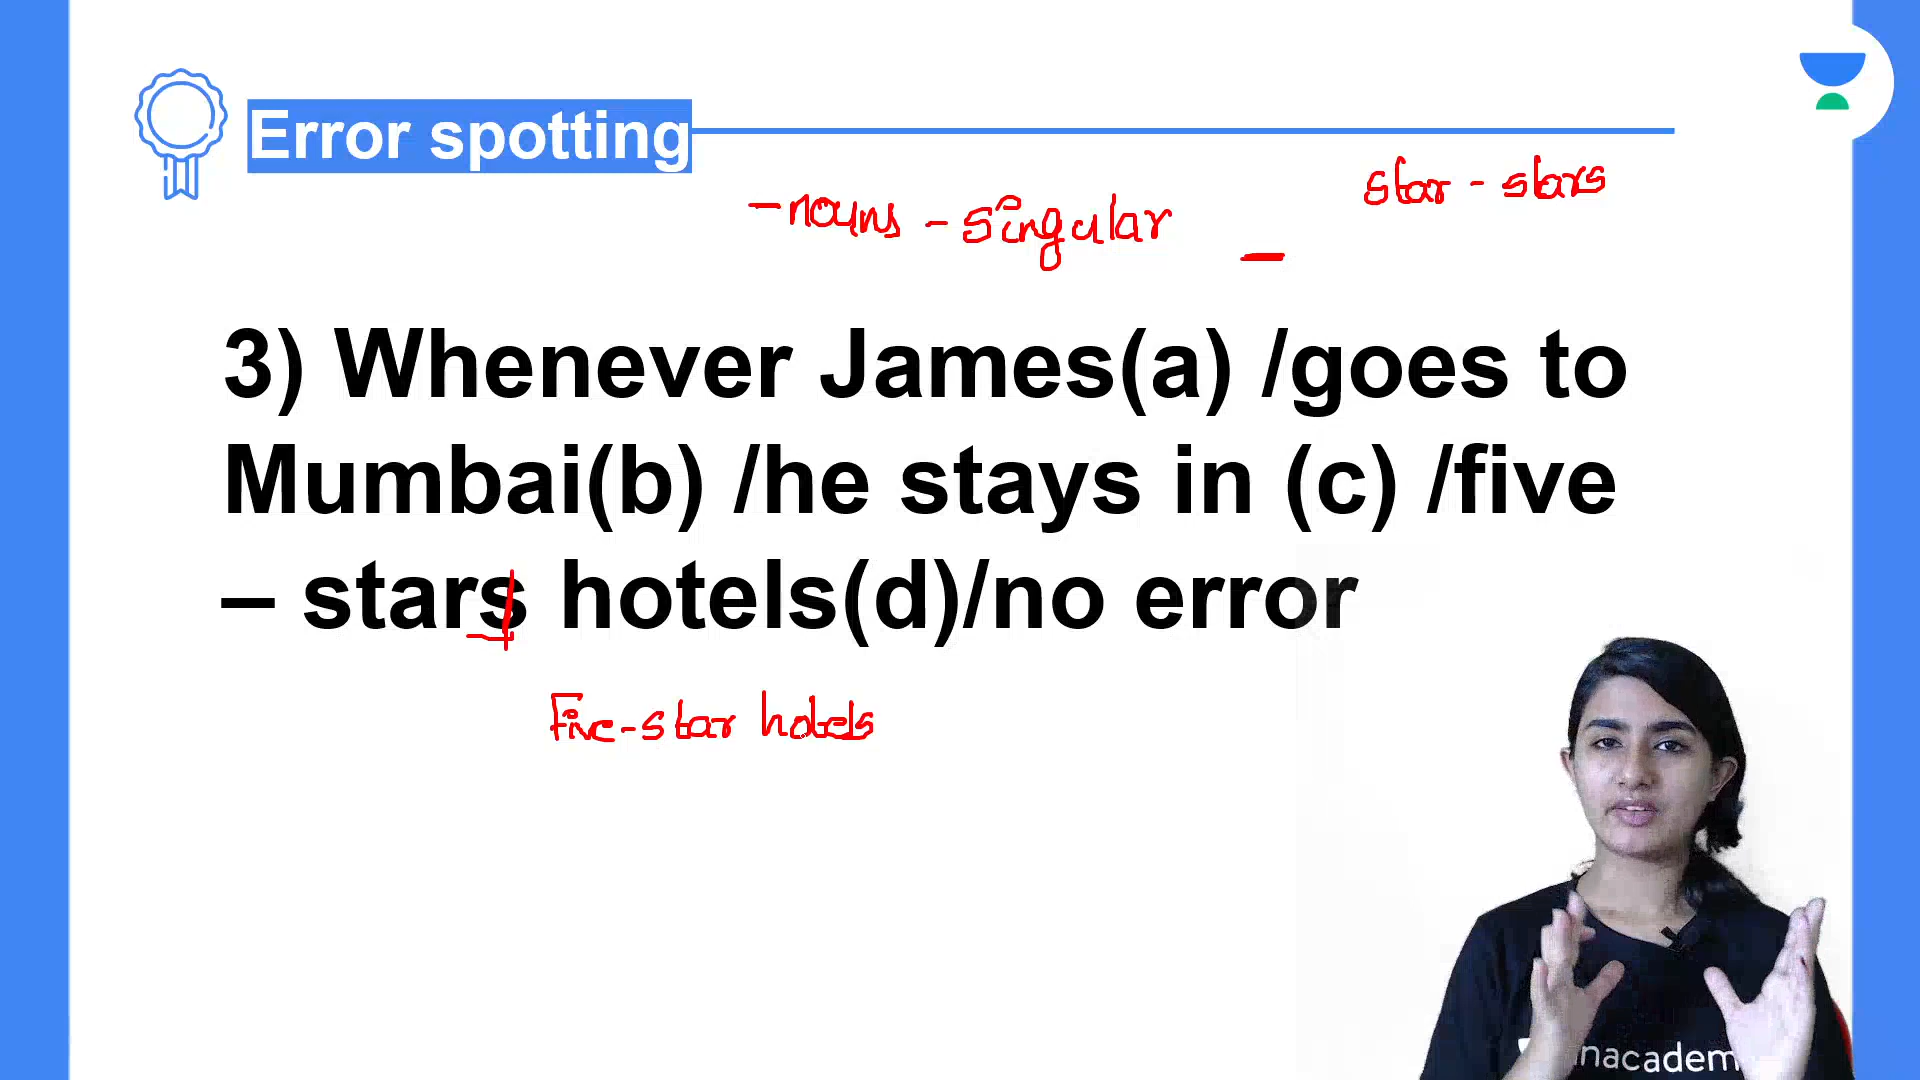 Error spotting
star - stars
- nouns - singular
3) Whenever James(a) /goes to
Mumbai(b) /he stays in (c) /five
– stars hotels(d)/no error
Five-star hotels
nacadem